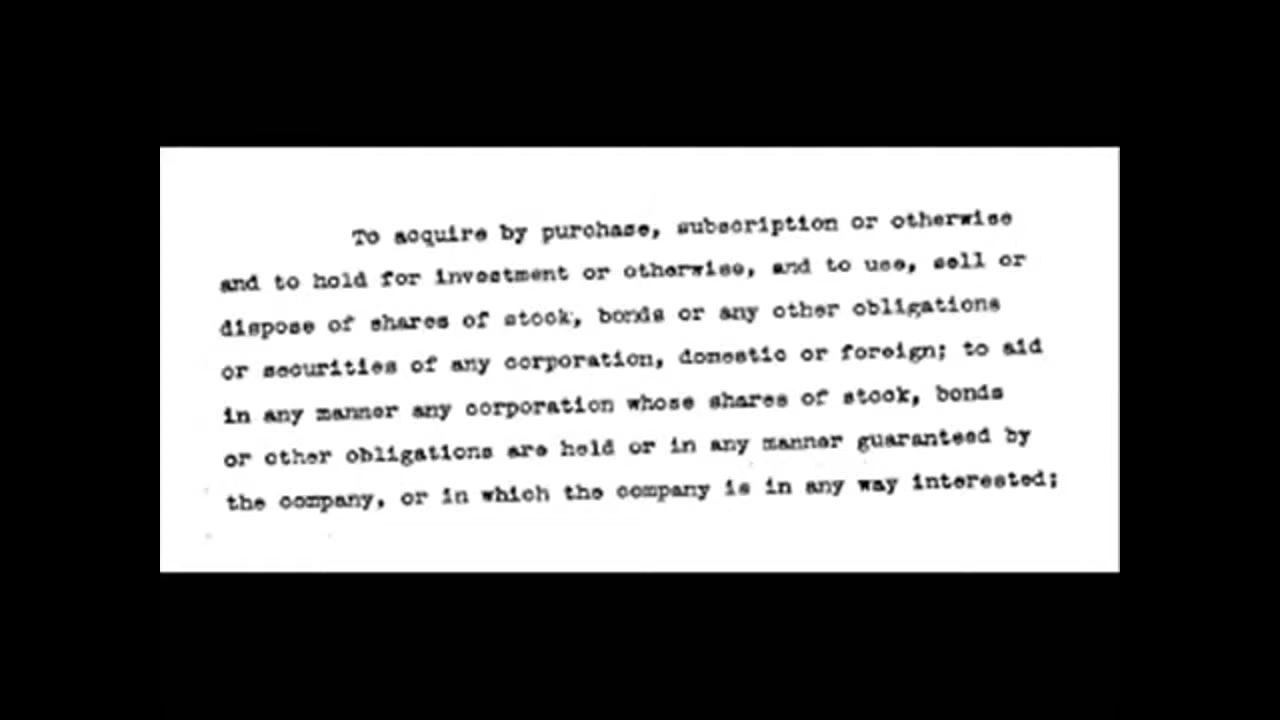 To acquire by purchase, subscription or otherwise
and to hold for investment or otherwise, and to use, sell or
dispose of shares of stock, bonds or any other obligations
or securities of any corporation, domestic or foreign; to aid
in any manner any corporation whose shares of stock, bonds
or other obligations are held or in any manner guaranteed by
the company, or in which the company is in any way interested;